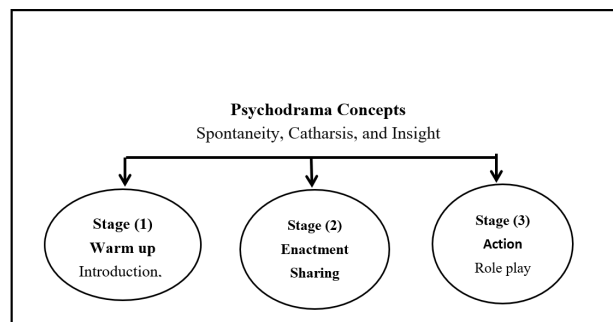 Psychodrama Concepts
Spontaneity, Catharsis, and Insight
Stage (1)
Warm up
Introduction.
Stage (2)
Enactment
Sharing
Stage (3)
Action
Role play